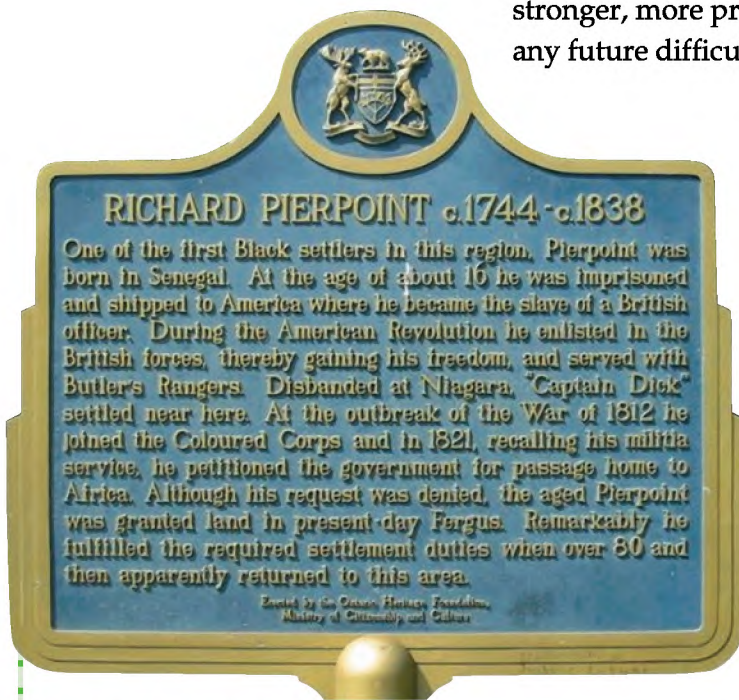 stronger, more pr
any future difficu
RICHARD PIERPOINT c.1744-c.1838
One of the first Black settlers in this region, Pierpoint was
born in Senegal. At the age of about 16 he was imprisoned
and shipped to America where he became the slave of a British
officer. During the American Revolution he enlisted in the
British forces, thereby gaining his freedom, and served with
Butler's Rangers. Disbanded at Niagara, "Captain Dick"
settled near here. At the outbreak of the War of 1812 he
joined the Coloured Corps and in 1821, recalling his militia
service, he petitioned the government for passage home to
Africa. Although his request was denied, the aged Pierpoint
was granted land in present-day Fergus. Remarkably he
fulfilled the required settlement duties when over 80 and
then apparently returned to this area.
Erected by the Ontario Heritage Foundation,
Ministry of Citizenship and Culture